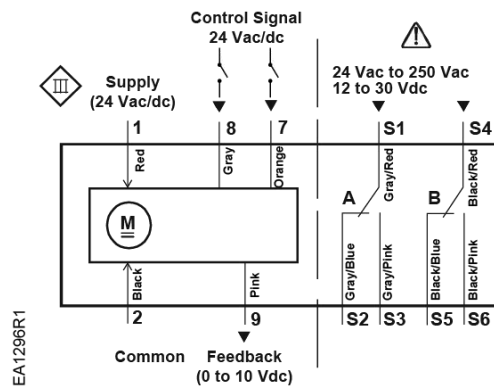 Control Signal
24 Vac/dc
III
Supply
(24 Vac/dc)
24 Vac to 250 Vac
12 to 30 Vdc
1
8
7
S1
S4
Red
Gray
Orange
Gray/Red
Black/Red
A
B
M
Black
Pink
Gray/Blue
Gray/Pink
Black/Blue
Black/Pink
2
9
S2
S3
S5
S6
Common
Feedback
(0 to 10 Vdc)
EA1296R1